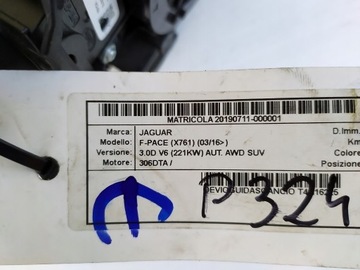 MATRICOLA 20190711-000001
Marca: JAGUAR D.Imm.
Modello: F-PACE (X761) (03/16>) Km
Versione: 3.0D V6 (221KW) AUT. AWD SUV Colore
Motore: 306DTA / Posizione
P324